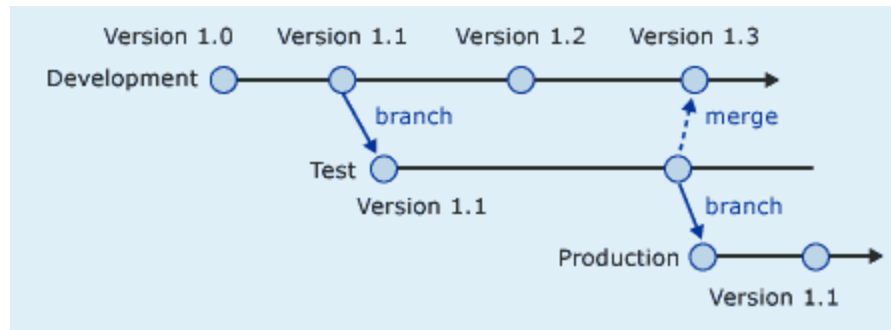 Version 1.0 Version 1.1 Version 1.2 Version 1.3
Development
branch
merge
Test
Version 1.1
branch
Production
Version 1.1